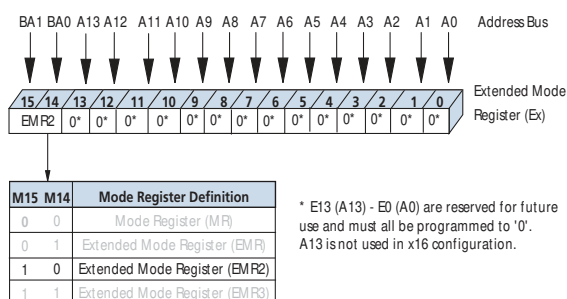 BA1 BA0 A13 A12 A11 A10 A9 A8 A7 A6 A5 A4 A3 A2 A1 A0 Address Bus
15 14 13 12 11 10 9 8 7 6 5 4 3 2 1 0
Extended Mode
Register (Ex)
EMR2 0* 0* 0* 0* 0* 0* 0* 0* 0* 0* 0* 0* 0* 0*
M15 M14 Mode Register Definition
0 0 Mode Register (MR)
0 1 Extended Mode Register (EMR)
1 0 Extended Mode Register (EMR2)
1 1 Extended Mode Register (EMR3)
* E13 (A13) - E0 (A0) are reserved for future
use and must all be programmed to '0'.
A13 is not used in x16 configuration.